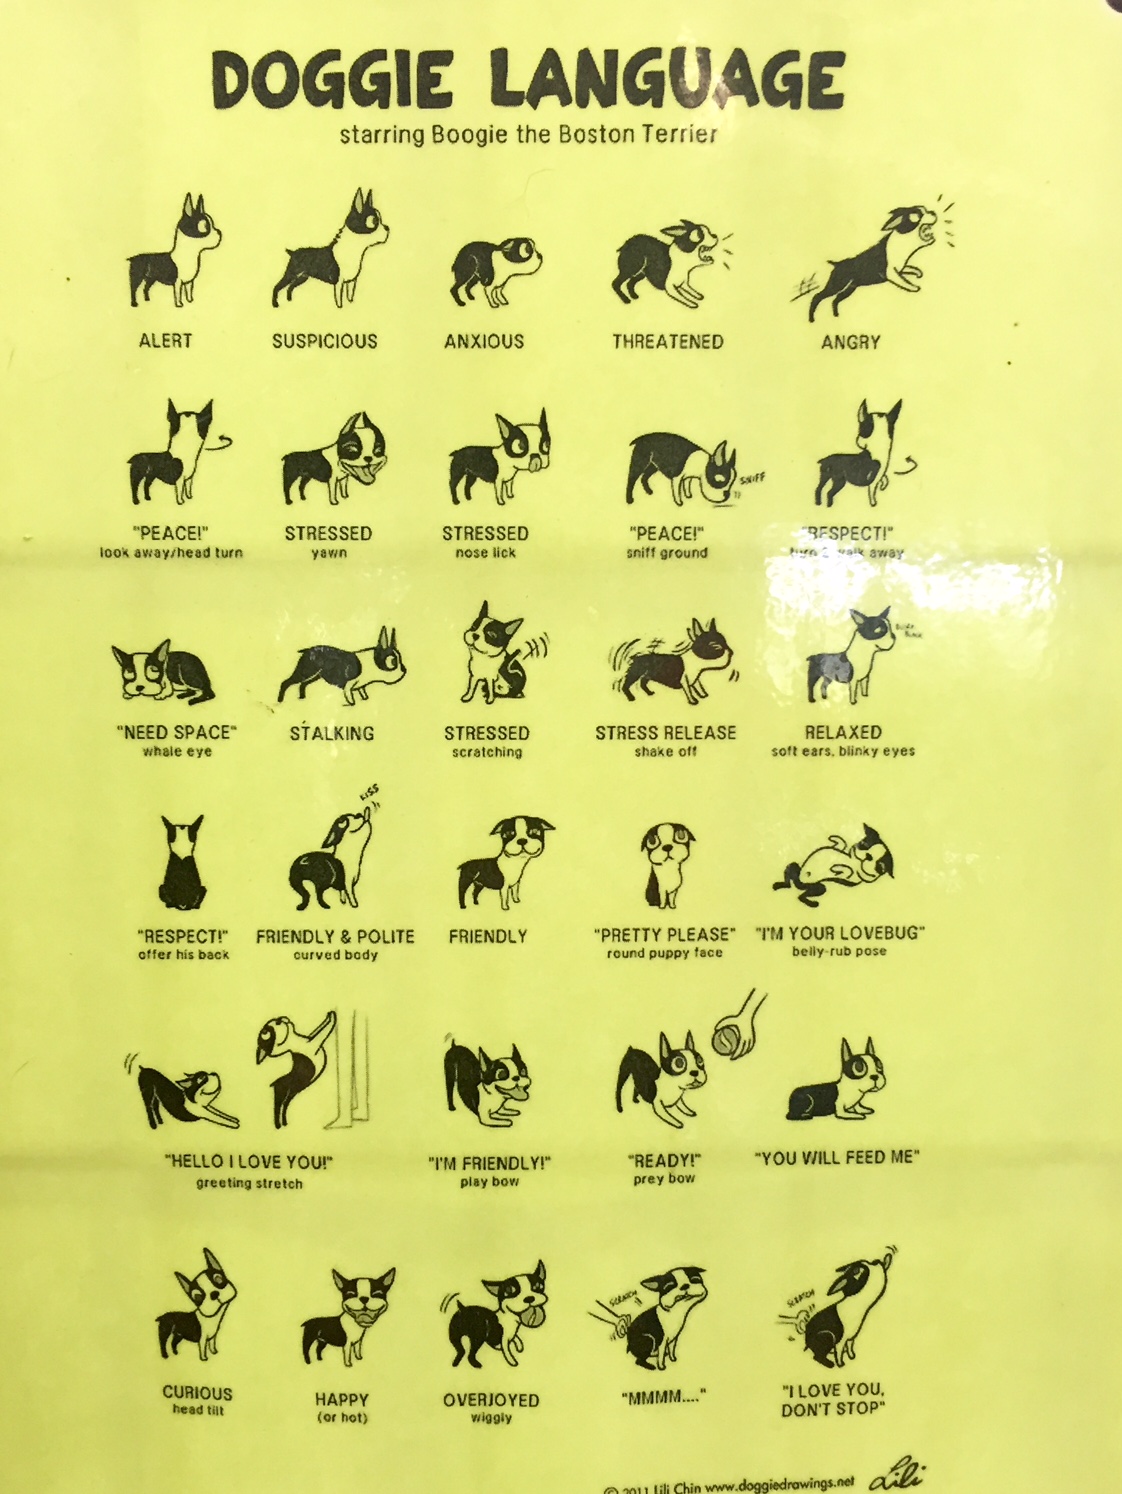 DOGGIE LANGUAGE
starring Boogie the Boston Terrier
ALERT
SUSPICIOUS
ANXIOUS
THREATENED
ANGRY
"PEACE!"
look away/head turn
STRESSED
yawn
STRESSED
nose lick
SNIFF
"PEACE!"
sniff ground
"RESPECT!"
turn & walk away
"NEED SPACE"
whale eye
STALKING
STRESSED
scratching
STRESS RELEASE
shake off
RELAXED
soft ears, blinky eyes
"RESPECT!"
offer his back
KISS
FRIENDLY & POLITE
curved body
FRIENDLY
"PRETTY PLEASE"
round puppy face
"I'M YOUR LOVEBUG"
belly-rub pose
"HELLO I LOVE YOU!"
greeting stretch
"I'M FRIENDLY!"
play bow
"READY!"
prey bow
"YOU WILL FEED ME"
CURIOUS
head tilt
HAPPY
(or hot)
OVERJOYED
wiggly
SCRATCH
"MMMM...."
SCRATCH
"I LOVE YOU,
DON'T STOP"
© 2011 Lili Chin www.doggiedrawings.net Lili